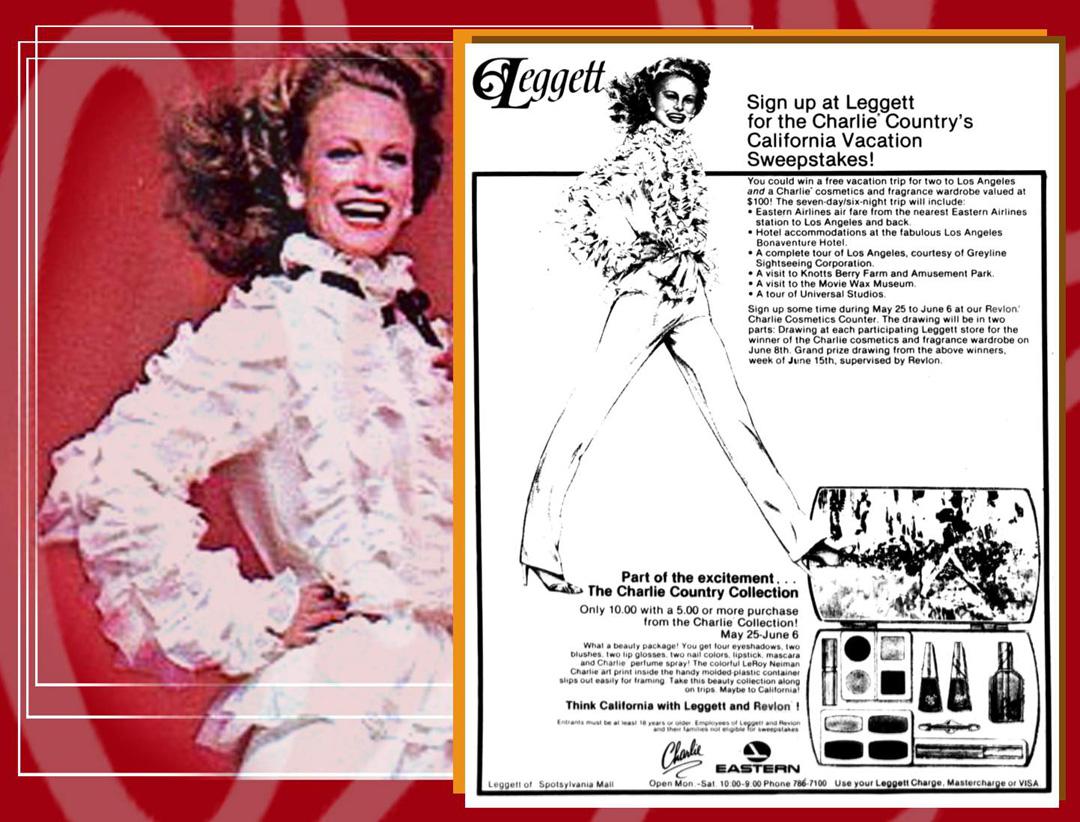 Leggett
Sign up at Leggett
for the Charlie Country's
California Vacation
Sweepstakes!
You could win a free vacation trip for two to Los Angeles
and a Charlie cosmetics and fragrance wardrobe valued at
$100! The seven-day/six-night trip will include:
• Eastern Airlines air fare from the nearest Eastern Airlines
station to Los Angeles and back.
• Hotel accommodations at the fabulous Los Angeles
Bonaventure Hotel.
• A complete tour of Los Angeles, courtesy of Greyline
Sightseeing Corporation.
• A visit to Knotts Berry Farm and Amusement Park.
• A visit to the Movie Wax Museum.
• A tour of Universal Studios.
Sign up some time during May 25 to June 6 at our Revlon
Charlie Cosmetics Counter. The drawing will be in two
parts: Drawing at each participating Leggett store for the
winner of the Charlie cosmetics and fragrance wardrobe on
June 8th. Grand prize drawing from the above winners,
week of June 15th, supervised by Revlon.
Part of the excitement...
The Charlie Country Collection
Only 10.00 with a 5.00 or more purchase
from the Charlie Collection!
May 25-June 6
What a beauty package! You get four eyeshadows, two
blushes, two lip glosses, two nail colors, lipstick, mascara
and Charlie perfume spray! The colorful LeRoy Neiman
Charlie art print inside the handy molded plastic container
slips out easily for framing. Take this beauty collection along
on trips. Maybe to California!
Think California with Leggett and Revlon!
Entrants must be at least 18 years or older. Employees of Leggett and Revlon
and their families not eligible for sweepstakes
Charlie
EASTERN
Leggett of Spotsylvania Mall Open Mon.-Sat. 10:00-9:00 Phone 786-7100 Use your Leggett Charge, Mastercharge or VISA